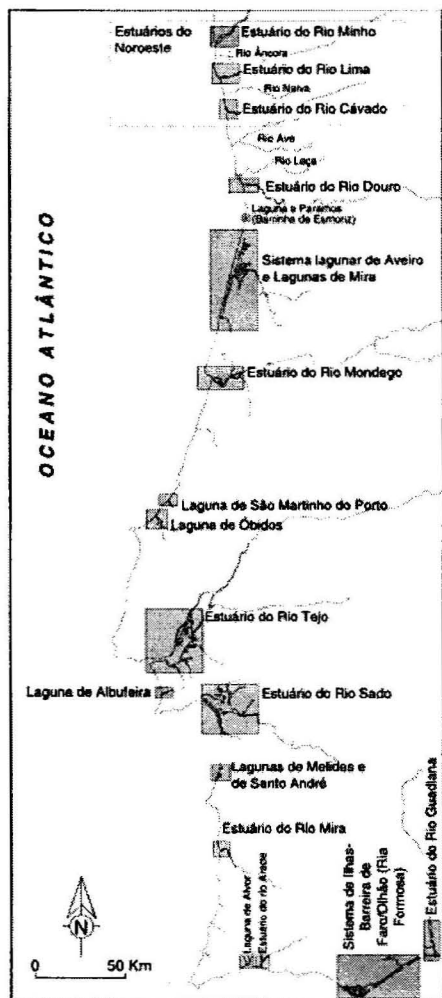 Estuários do
Noroeste
Estuário do Rio Minho
Rio Âncora
Estuário do Rio Lima
Rio Neiva
Estuário do Rio Cávado
Rio Ave
Rio Leça
Estuário do Rio Douro
Laguna e Paramos
(Barrinha de Esmoriz)
OCEANO ATLÂNTICO
Sistema lagunar de Aveiro
e Lagunas de Mira
Estuário do Rio Mondego
Laguna de São Martinho do Porto
Laguna de Óbidos
Estuário do Rio Tejo
Laguna de Albufeira
Estuário do Rio Sado
Lagunas de Melides e
de Santo André
Estuário do Rio Mira
Laguna de Alvor
Estuário do rio Arade
Sistema de Ilhas-
Barreira de
Faro/Olhão (Ria
Formosa)
Estuário do Rio Guadiana
N
0 50 Km